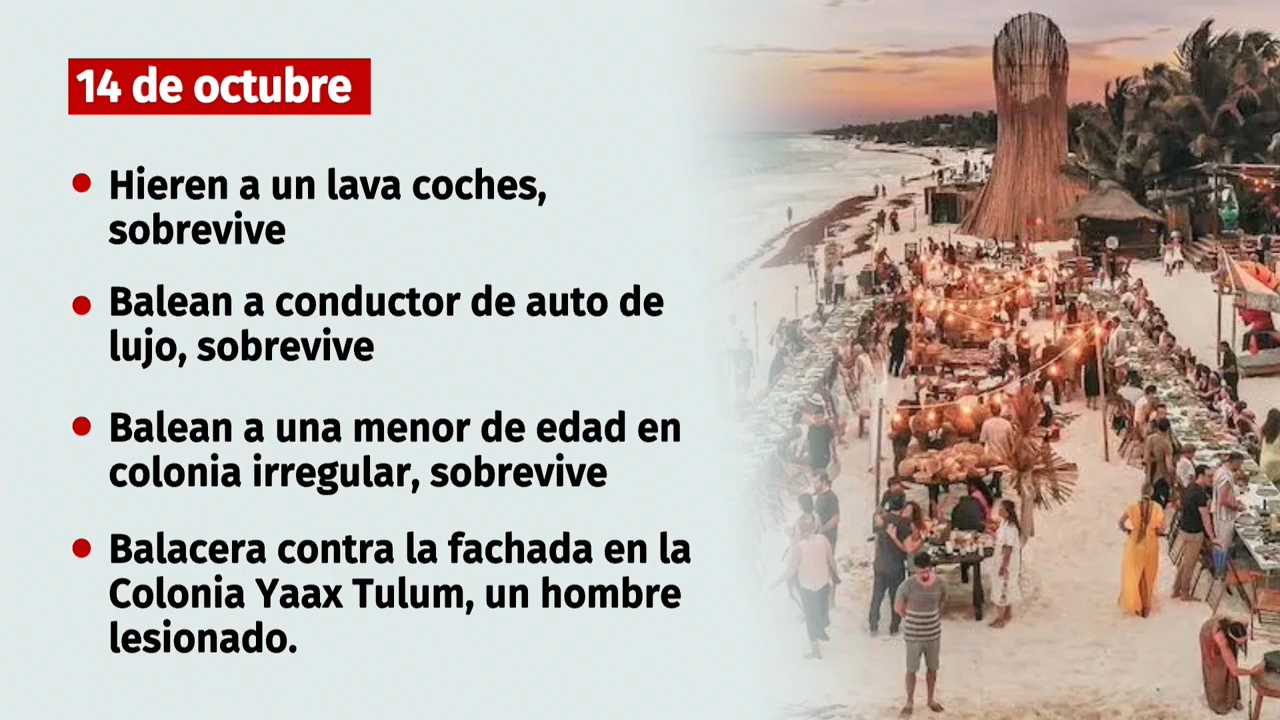 14 de octubre
Hieren a un lava coches,
sobrevive
Balean a conductor de auto de
lujo, sobrevive
Balean a una menor de edad en
colonia irregular, sobrevive
Balacera contra la fachada en la
Colonia Yaax Tulum, un hombre
lesionado.